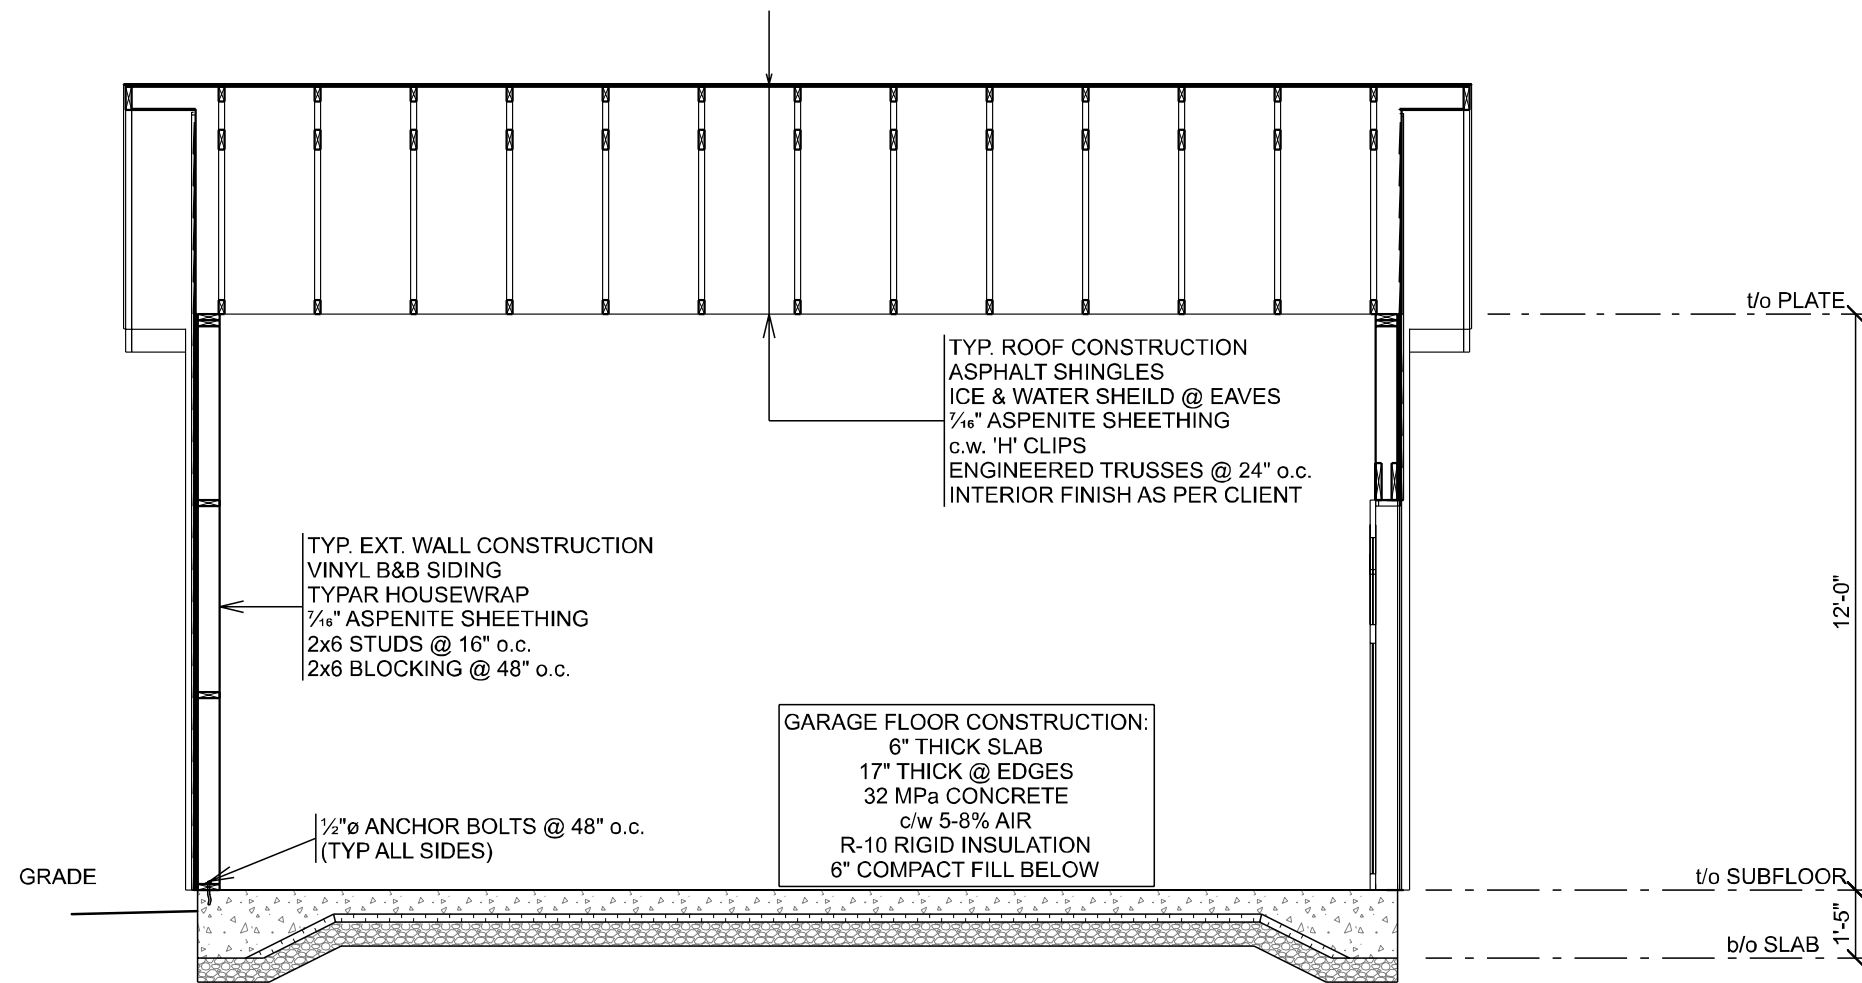 t/o PLATE
TYP. ROOF CONSTRUCTION
ASPHALT SHINGLES
ICE & WATER SHEILD @ EAVES
7⁄16" ASPENITE SHEETHING
c.w. 'H' CLIPS
ENGINEERED TRUSSES @ 24" o.c.
INTERIOR FINISH AS PER CLIENT
TYP. EXT. WALL CONSTRUCTION
VINYL B&B SIDING
TYPAR HOUSEWRAP
7⁄16" ASPENITE SHEETHING
2x6 STUDS @ 16" o.c.
2x6 BLOCKING @ 48" o.c.
12'-0"
GARAGE FLOOR CONSTRUCTION:
6" THICK SLAB
17" THICK @ EDGES
32 MPa CONCRETE
c/w 5-8% AIR
R-10 RIGID INSULATION
6" COMPACT FILL BELOW
½"ø ANCHOR BOLTS @ 48" o.c.
(TYP ALL SIDES)
GRADE
t/o SUBFLOOR
1'-5"
b/o SLAB